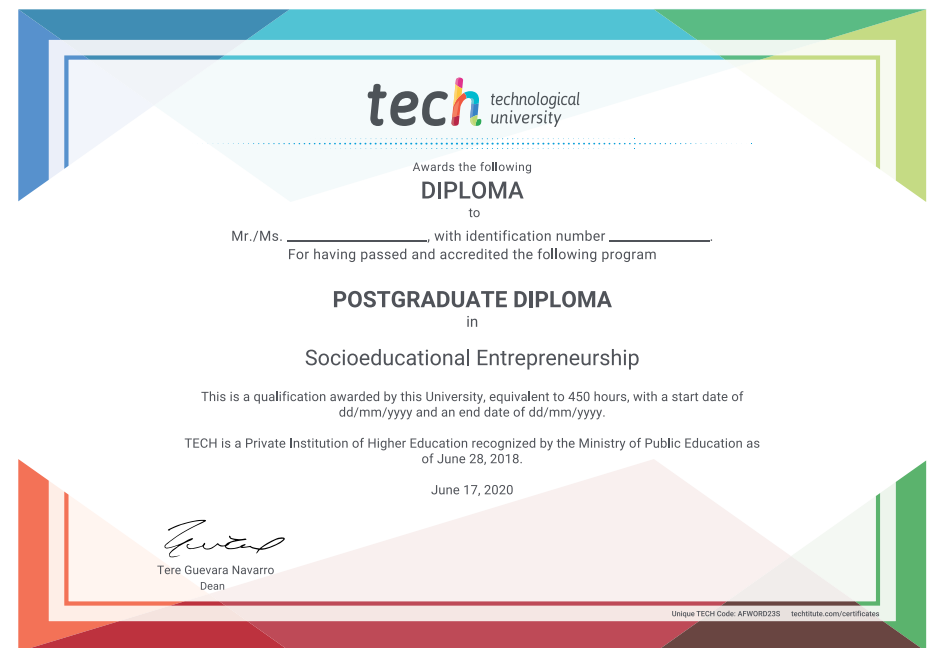 tech technological
university
Awards the following
DIPLOMA
to
Mr./Ms. ____________, with identification number ____________.
For having passed and accredited the following program
POSTGRADUATE DIPLOMA
in
Socioeducational Entrepreneurship
This is a qualification awarded by this University, equivalent to 450 hours, with a start date of
dd/mm/yyyy and an end date of dd/mm/yyyy.
TECH is a Private Institution of Higher Education recognized by the Ministry of Public Education as
of June 28, 2018.
June 17, 2020
Tere Guevara Navarro
Dean
Unique TECH Code: AFWORD23S techtitute.com/certificates